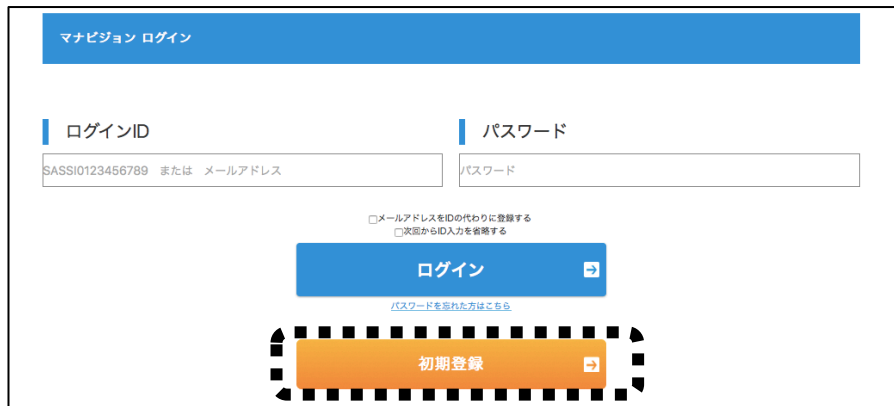 マナビジョン ログイン
ログインID
パスワード
SASSI0123456789 または メールアドレス
パスワード
メールアドレスをIDの代わりに登録する
次回からID入力を省略する
ログイン
パスワードを忘れた方はこちら
初期登録